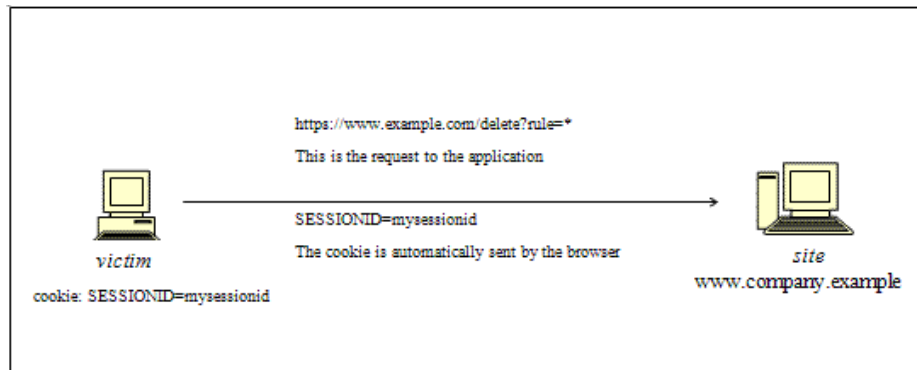 https://www.example.com/delete?rule=*
This is the request to the application
SESSIONID=mysessionid
The cookie is automatically sent by the browser
victim
cookie: SESSIONID=mysessionid
site
www.company.example